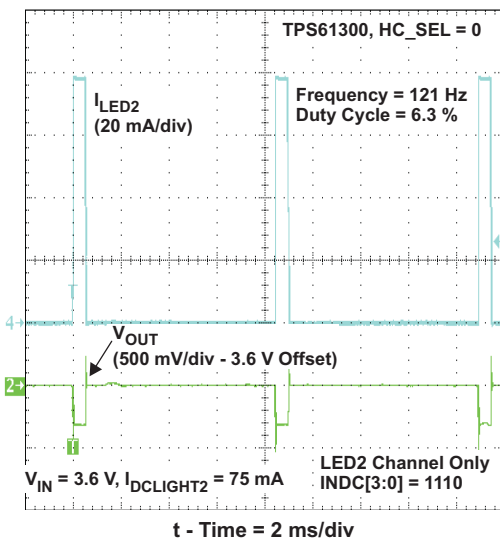 TPS61300, HC_SEL = 0
I_LED2
(20 mA/div)
Frequency = 121 Hz
Duty Cycle = 6.3 %
T
4
V_OUT
(500 mV/div - 3.6 V Offset)
2
T
V_IN = 3.6 V, I_DCLIGHT2 = 75 mA
LED2 Channel Only
INDC[3:0] = 1110
t - Time = 2 ms/div